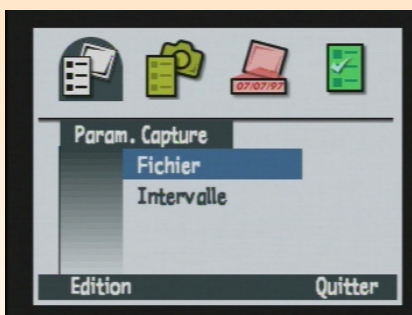 07/07/97
Param. Capture
Fichier
Intervalle
Edition Quitter